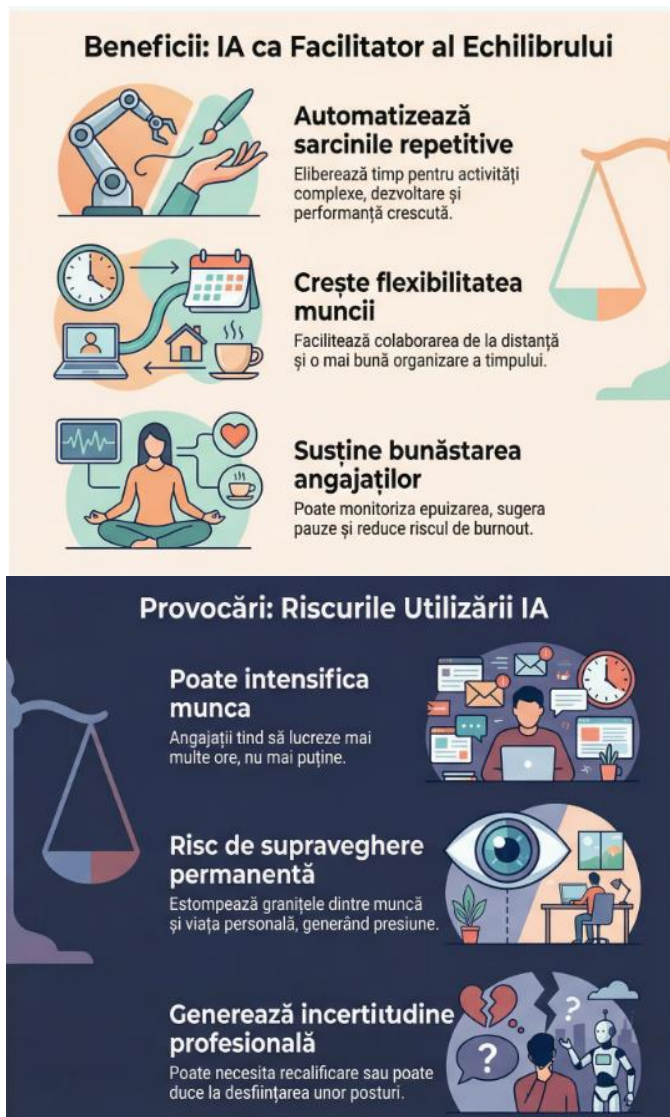 Beneficii: IA ca Facilitator al Echilibrului
Automatizează
sarcinile repetitive
Eliberează timp pentru activități
complexe, dezvoltare și
performanță crescută.
Crește flexibilitatea
muncii
Facilitează colaborarea de la distanță
și o mai bună organizare a timpului.
Susține bunăstarea
angajaților
Poate monitoriza epuizarea, sugera
pauze și reduce riscul de burnout.
Provocări: Riscurile Utilizării IA
Poate intensifica
munca
Angajații tind să lucreze mai
multe ore, nu mai puține.
Risc de supraveghere
permanentă
Estompează granițele dintre muncă
și viața personală, generând presiune.
Generează incertitudine
profesională
Poate necesita recalificare sau poate
duce la desființarea unor posturi.